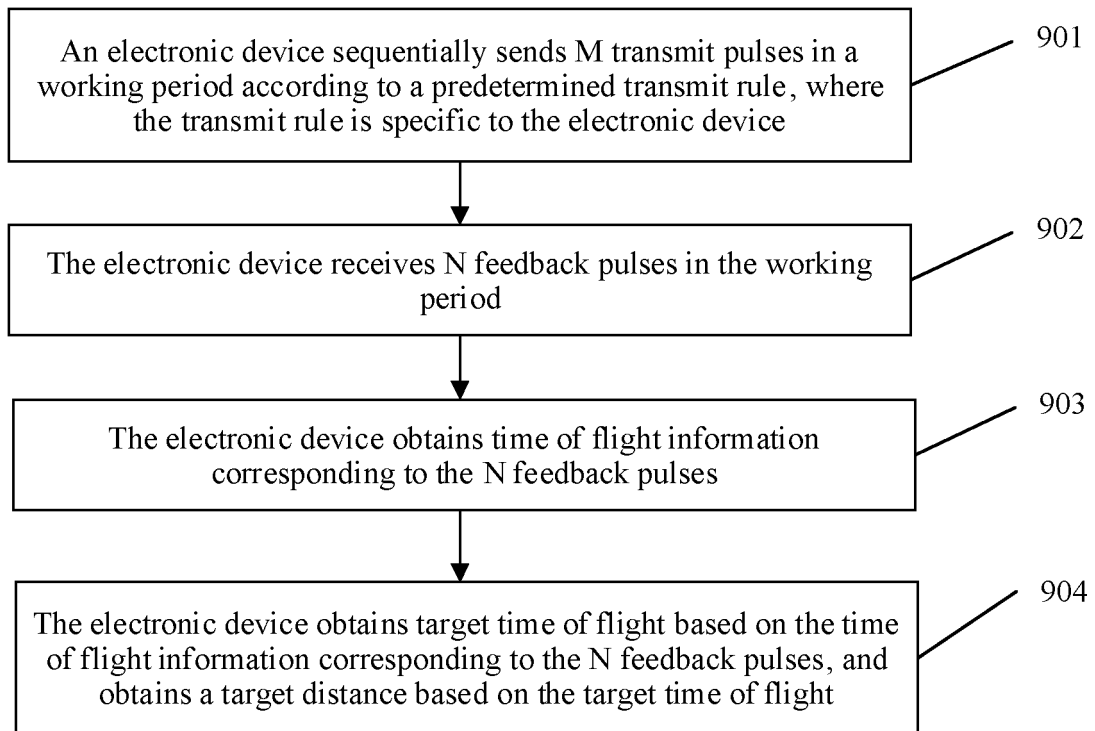 An electronic device sequentially sends M transmit pulses in a
working period according to a predetermined transmit rule, where
the transmit rule is specific to the electronic device
901
The electronic device receives N feedback pulses in the working
period
902
The electronic device obtains time of flight information
corresponding to the N feedback pulses
903
The electronic device obtains target time of flight based on the time
of flight information corresponding to the N feedback pulses, and
obtains a target distance based on the target time of flight
904